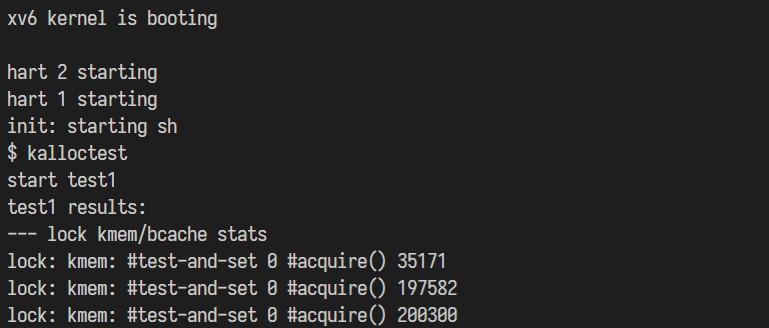 xv6 kernel is booting
hart 2 starting
hart 1 starting
init: starting sh
$ kalloctest
start test1
test1 results:
--- lock kmem/bcache stats
lock: kmem: #test-and-set 0 #acquire() 35171
lock: kmem: #test-and-set 0 #acquire() 197582
lock: kmem: #test-and-set 0 #acquire() 200300